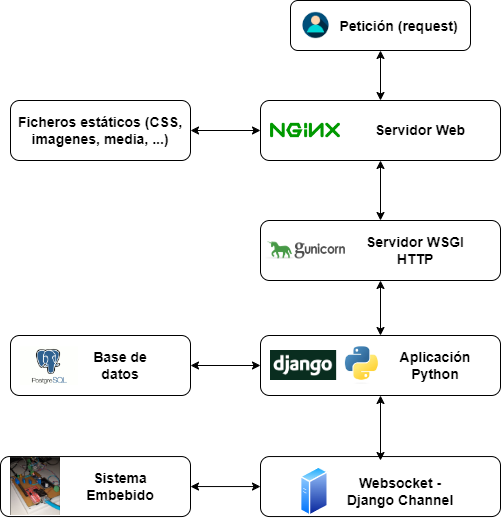 Petición (request)
Ficheros estáticos (CSS,
imagenes, media, ...)
NGINX
Servidor Web
gunicorn
Servidor WSGI
HTTP
PostgreSQL
Base de
datos
django
Aplicación
Python
Sistema
Embebido
Websocket -
Django Channel